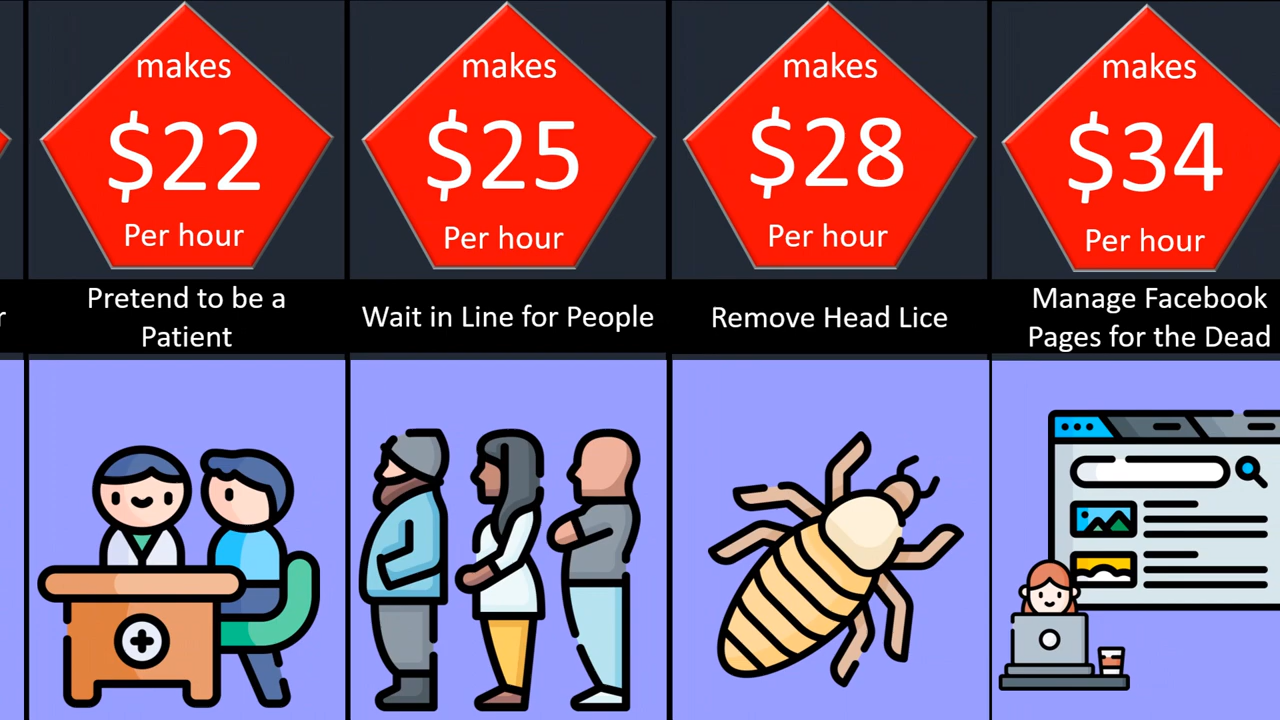 makes
$22
Per hour
Pretend to be a
Patient
makes
$25
Per hour
Wait in Line for People
makes
$28
Per hour
Remove Head Lice
makes
$34
Per hour
Manage Facebook
Pages for the Dead